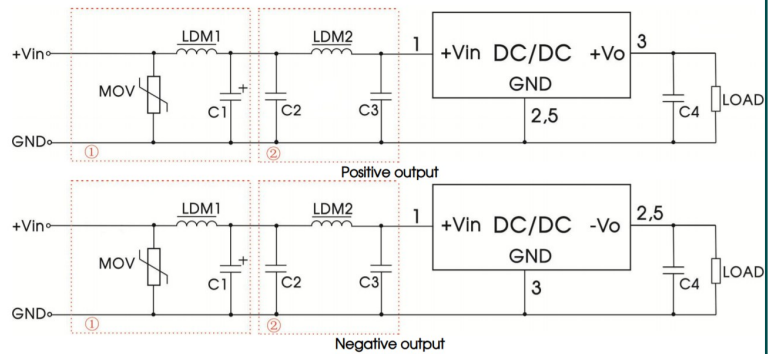 LDM1 LDM2
+Vin 1 +Vin DC/DC +Vo 3
MOV + GND LOAD
C1 C2 C3 2,5 C4
GND
① ②
Positive output
LDM1 LDM2
+Vin 1 +Vin DC/DC -Vo 2,5
MOV + GND LOAD
C1 C2 C3 3 C4
GND
① ②
Negative output